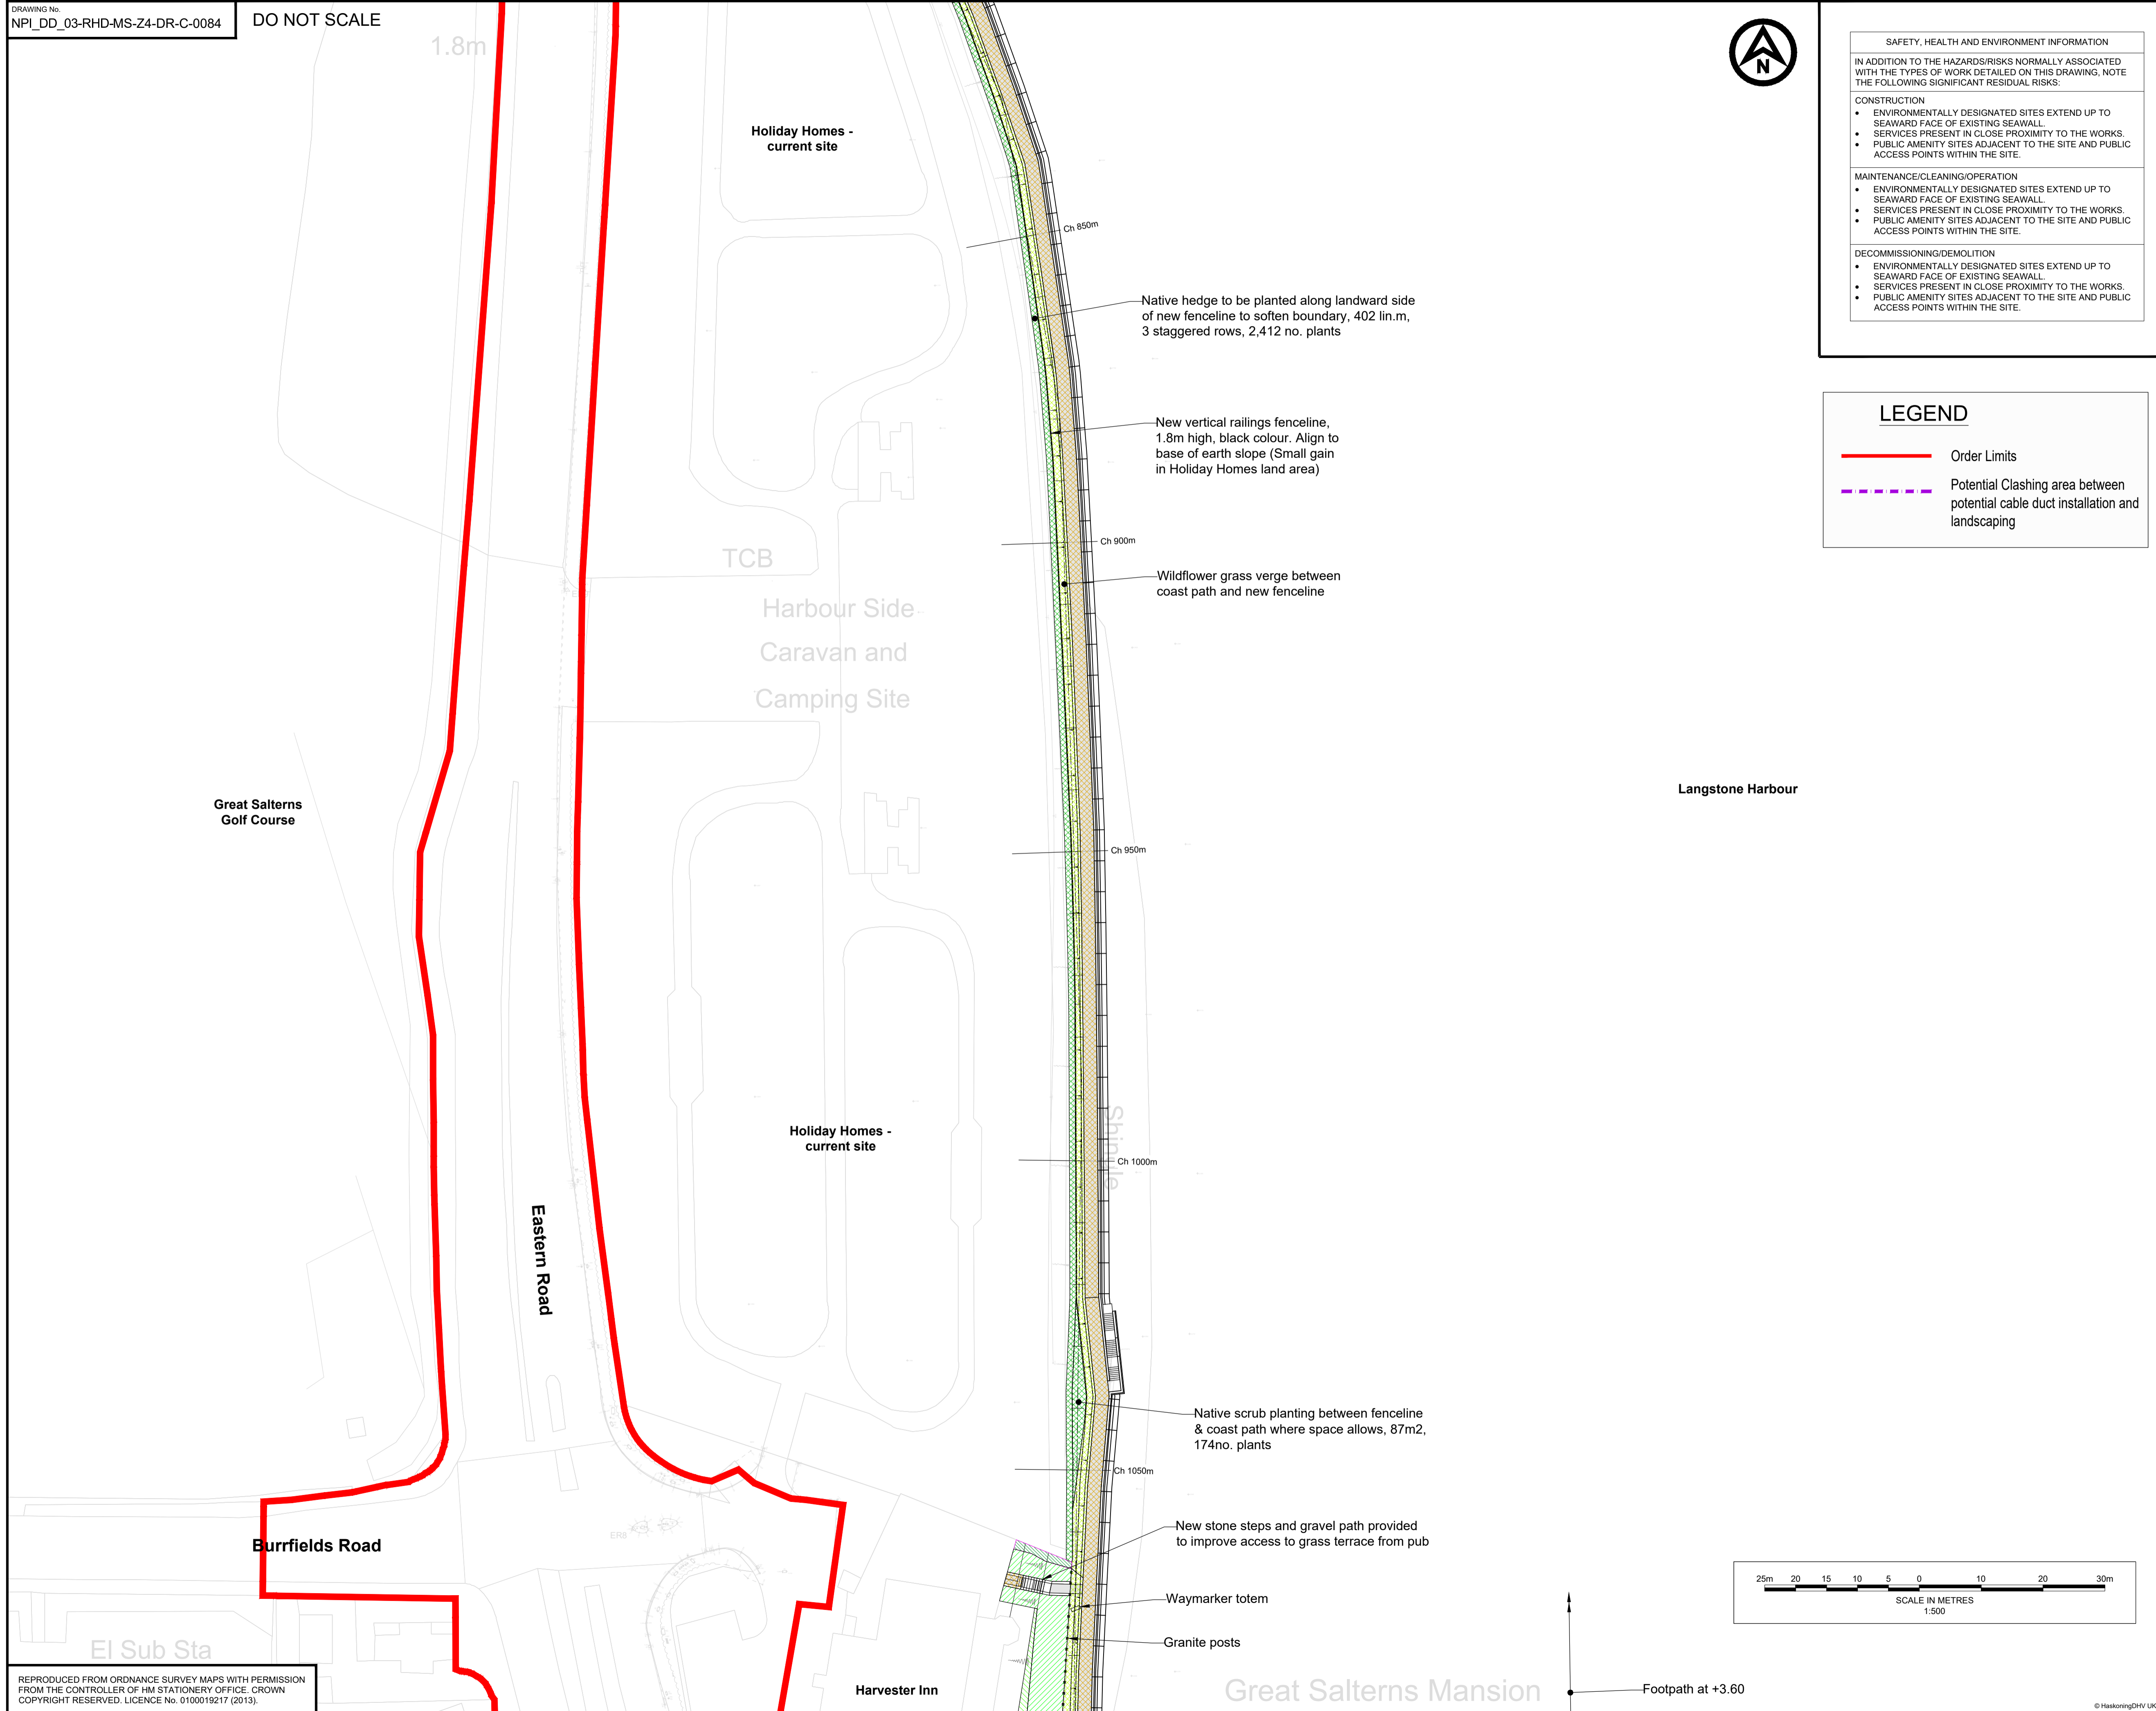 DRAWING No.
NPI_DD_03-RHD-MS-Z4-DR-C-0084
DO NOT SCALE
1.8m
Holiday Homes -
current site
N
SAFETY, HEALTH AND ENVIRONMENT INFORMATION
IN ADDITION TO THE HAZARDS/RISKS NORMALLY ASSOCIATED
WITH THE TYPES OF WORK DETAILED ON THIS DRAWING, NOTE
THE FOLLOWING SIGNIFICANT RESIDUAL RISKS:
CONSTRUCTION
• ENVIRONMENTALLY DESIGNATED SITES EXTEND UP TO
SEAWARD FACE OF EXISTING SEAWALL.
• SERVICES PRESENT IN CLOSE PROXIMITY TO THE WORKS.
• PUBLIC AMENITY SITES ADJACENT TO THE SITE AND PUBLIC
ACCESS POINTS WITHIN THE SITE.
MAINTENANCE/CLEANING/OPERATION
• ENVIRONMENTALLY DESIGNATED SITES EXTEND UP TO
SEAWARD FACE OF EXISTING SEAWALL.
• SERVICES PRESENT IN CLOSE PROXIMITY TO THE WORKS.
• PUBLIC AMENITY SITES ADJACENT TO THE SITE AND PUBLIC
ACCESS POINTS WITHIN THE SITE.
DECOMMISSIONING/DEMOLITION
• ENVIRONMENTALLY DESIGNATED SITES EXTEND UP TO
SEAWARD FACE OF EXISTING SEAWALL.
• SERVICES PRESENT IN CLOSE PROXIMITY TO THE WORKS.
• PUBLIC AMENITY SITES ADJACENT TO THE SITE AND PUBLIC
ACCESS POINTS WITHIN THE SITE.
LEGEND
Order Limits
Potential Clashing area between
potential cable duct installation and
landscaping
Ch 850m
Native hedge to be planted along landward side
of new fenceline to soften boundary, 402 lin.m,
3 staggered rows, 2,412 no. plants
New vertical railings fenceline,
1.8m high, black colour. Align to
base of earth slope (Small gain
in Holiday Homes land area)
Ch 900m
TCB
Wildflower grass verge between
coast path and new fenceline
Harbour Side
Caravan and
Camping Site
Great Salterns
Golf Course
Langstone Harbour
Ch 950m
Holiday Homes -
current site
Shingle
Ch 1000m
Eastern Road
Native scrub planting between fenceline
& coast path where space allows, 87m2,
174no. plants
Ch 1050m
New stone steps and gravel path provided
to improve access to grass terrace from pub
ER8
Burrfields Road
Waymarker totem
Granite posts
25m 20 15 10 5 0 10 20 30m
SCALE IN METRES
1:500
El Sub Sta
REPRODUCED FROM ORDNANCE SURVEY MAPS WITH PERMISSION
FROM THE CONTROLLER OF HM STATIONERY OFFICE. CROWN
COPYRIGHT RESERVED. LICENCE No. 0100019217 (2013).
Harvester Inn
Great Salterns Mansion
Footpath at +3.60
© HaskoningDHV UK